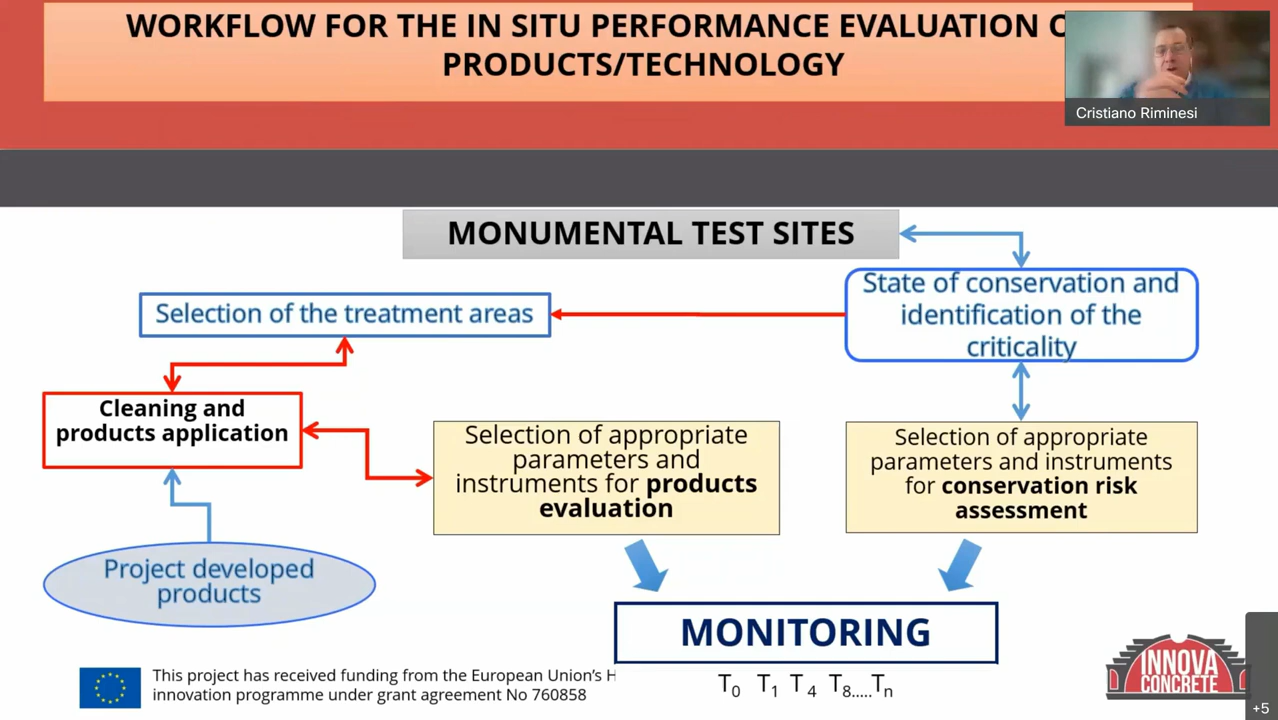 WORKFLOW FOR THE IN SITU PERFORMANCE EVALUATION
PRODUCTS/TECHNOLOGY
Cristiano Riminesi
MONUMENTAL TEST SITES
State of conservation and
identification of the
criticality
Selection of the treatment areas
Cleaning and
products application
Selection of appropriate
parameters and
instruments for products
evaluation
Selection of appropriate
parameters and instruments
for conservation risk
assessment
Project developed
products
MONITORING
T0 T1 T4 T8.....Tn
This project has received funding from the European Union’s H
innovation programme under grant agreement No 760858
INNOVA
CONCRETE
+5